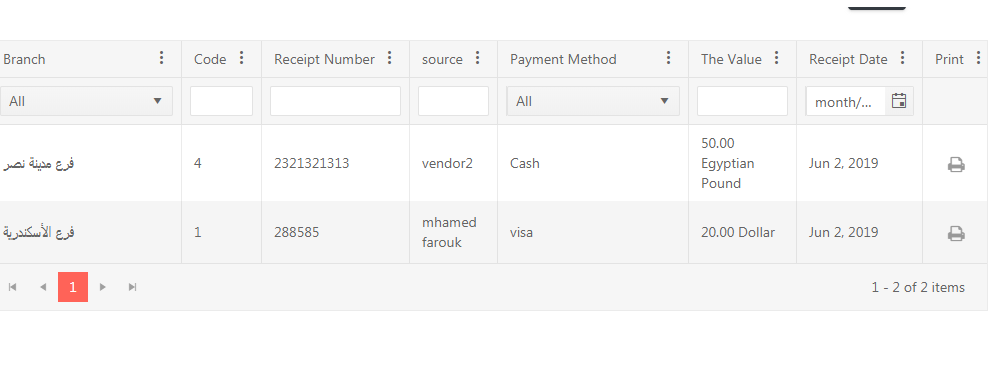 Branch Code Receipt Number source Payment Method The Value Receipt Date Print
All All month/...
فرع مدينة نصر 4 2321321313 vendor2 Cash 50.00 Egyptian Pound Jun 2, 2019
فرع الأسكندرية 1 288585 mhamed farouk visa 20.00 Dollar Jun 2, 2019
1 1 - 2 of 2 items